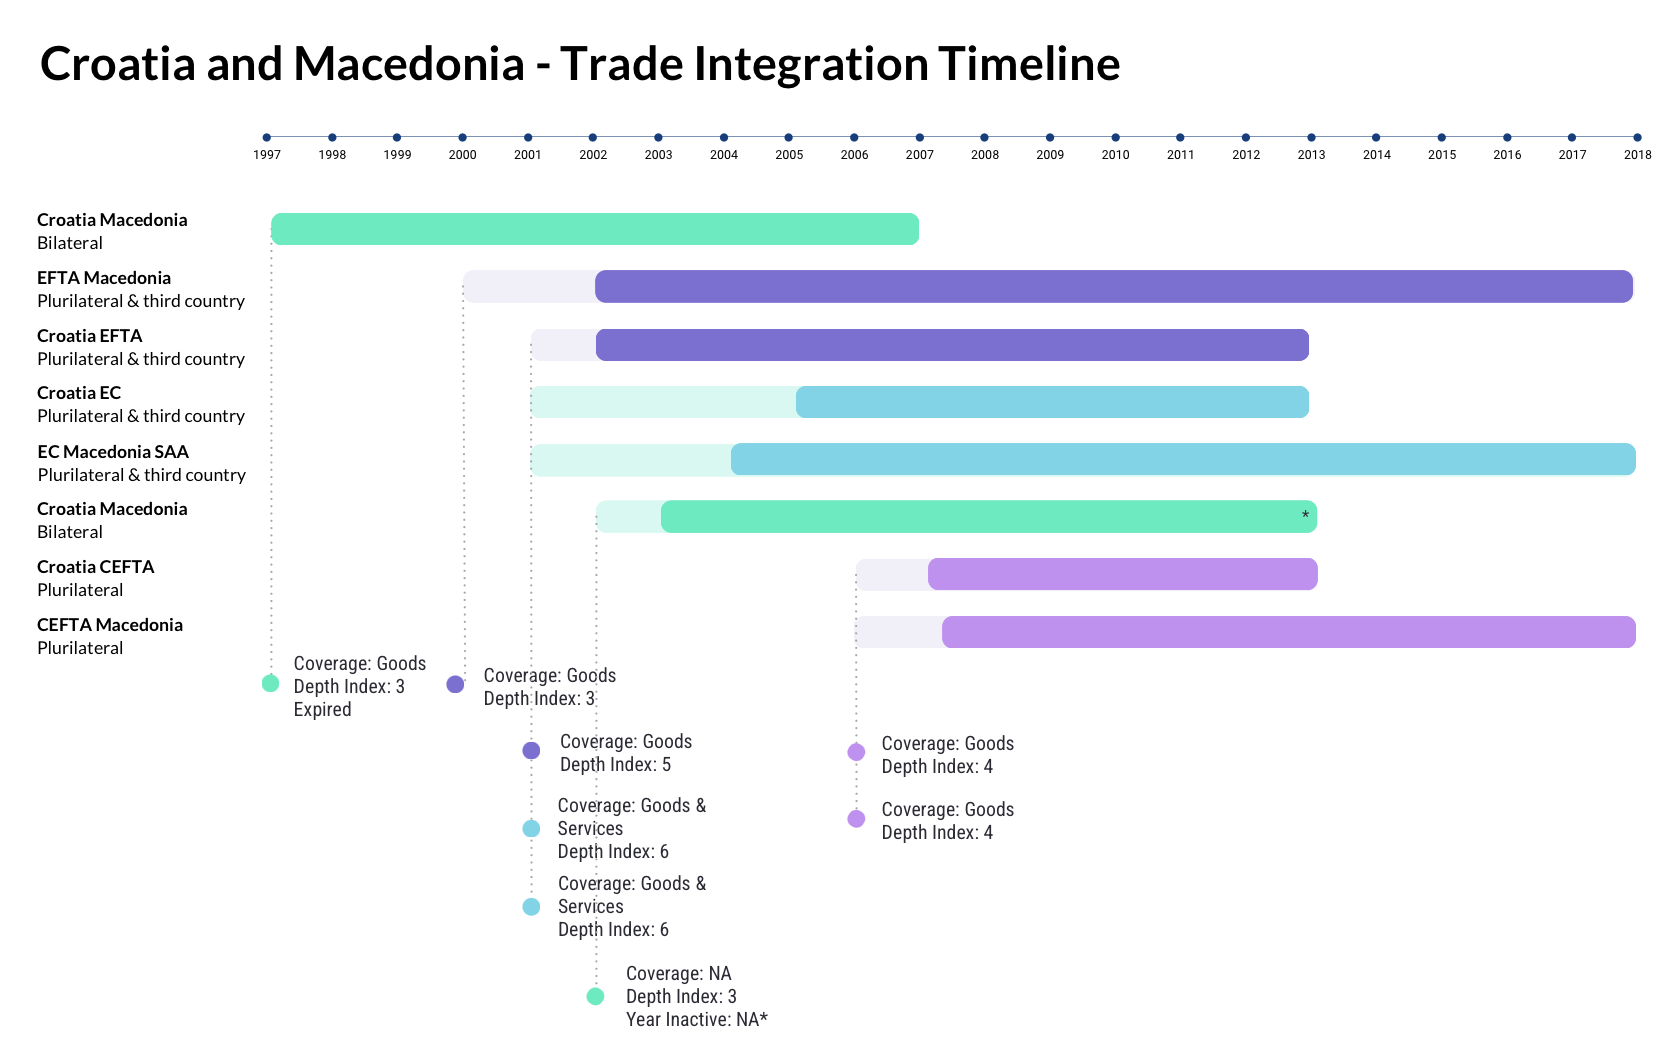 Croatia and Macedonia - Trade Integration Timeline
1997 1998 1999 2000 2001 2002 2003 2004 2005 2006 2007 2008 2009 2010 2011 2012 2013 2014 2015 2016 2017 2018
Croatia Macedonia
Bilateral
EFTA Macedonia
Plurilateral & third country
Croatia EFTA
Plurilateral & third country
Croatia EC
Plurilateral & third country
EC Macedonia SAA
Plurilateral & third country
Croatia Macedonia
Bilateral
*
Croatia CEFTA
Plurilateral
CEFTA Macedonia
Plurilateral
Coverage: Goods
Depth Index: 3
Expired
Coverage: Goods
Depth Index: 3
Coverage: Goods
Depth Index: 5
Coverage: Goods &
Services
Depth Index: 6
Coverage: Goods &
Services
Depth Index: 6
Coverage: NA
Depth Index: 3
Year Inactive: NA*
Coverage: Goods
Depth Index: 4
Coverage: Goods
Depth Index: 4